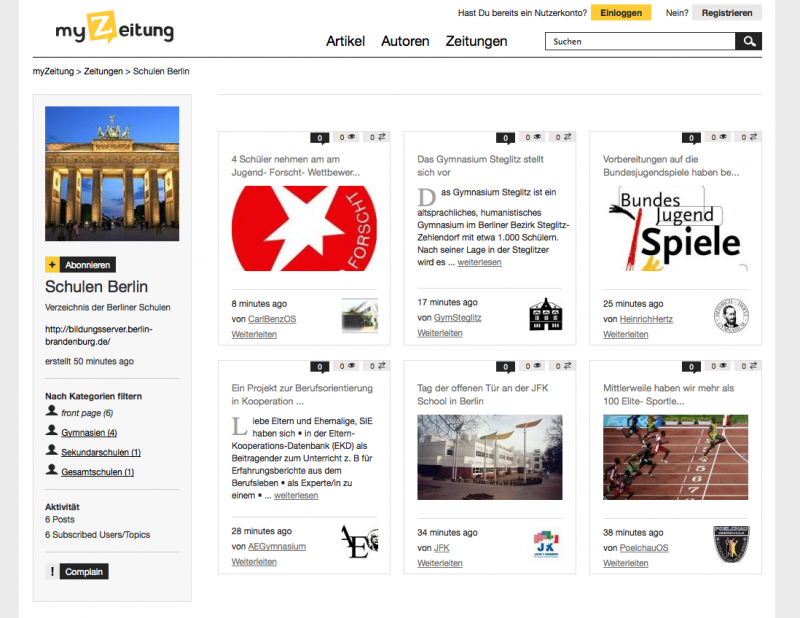 Hast Du bereits ein Nutzerkonto? Einloggen Nein? Registrieren
myZeitung
Artikel Autoren Zeitungen Suchen
myZeitung > Zeitungen > Schulen Berlin
+ Abonnieren
Schulen Berlin
Verzeichnis der Berliner Schulen
http://bildungsserver.berlin-
brandenburg.de/
erstellt 50 minutes ago
Nach Kategorien filtern
front page (6)
Gymnasien (4)
Sekundarschulen (1)
Gesamtschulen (1)
Aktivität
6 Posts
6 Subscribed Users/Topics
! Complain
0 0 0
4 Schüler nehmen am am
Jugend- Forscht- Wettbewer...
FORSCHT
8 minutes ago
von CarlBenzOS
Weiterleiten
0 0 0
Das Gymnasium Steglitz stellt
sich vor
Das Gymnasium Steglitz ist ein
altsprachliches, humanistisches
Gymnasium im Berliner Bezirk Steglitz-
Zehlendorf mit etwa 1.000 Schülern.
Nach seiner Lage in der Steglitzer
wird es ... weiterlesen
17 minutes ago
von GymSteglitz
Weiterleiten
0 0 0
Vorbereitungen auf die
Bundesjugendspiele haben be...
Bundes
Jugend
Spiele
25 minutes ago
von HeinrichHertz
Weiterleiten
0 0 0
Ein Projekt zur Berufsorientierung
in Kooperation ...
Liebe Eltern und Ehemalige, SIE
haben sich • in der Eltern-
Kooperations-Datenbank (EKD) als
Beitragender zum Unterricht z. B für
Erfahrungsberichte aus dem
Berufsleben • als Experte/in zu
einem • ... weiterlesen
28 minutes ago
von AEGymnasium
Weiterleiten
AE
0 0 0
Tag der offenen Tür an der JFK
School in Berlin
34 minutes ago
von JFK
Weiterleiten
JK
0 0 0
Mittlerweile haben wir mehr als
100 Elite- Sportle...
2
3
4
5
6
38 minutes ago
von PoelchauOS
Weiterleiten
POELCHAU